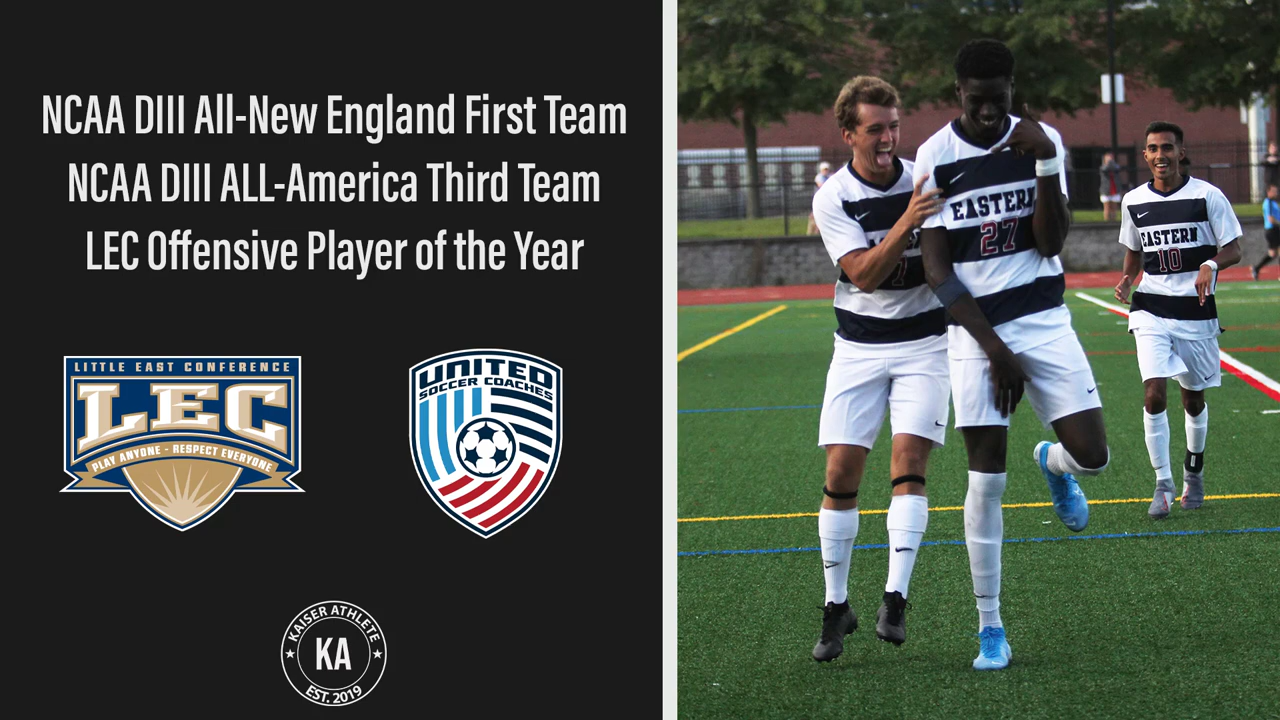 NCAA DIII All-New England First Team
NCAA DIII ALL-America Third Team
LEC Offensive Player of the Year
LITTLE EAST CONFERENCE
LEC
PLAY ANYONE - RESPECT EVERYONE
UNITED
SOCCER COACHES
KAISER ATHLETE
KA
EST. 2019
EASTERN
27
EASTERN
10